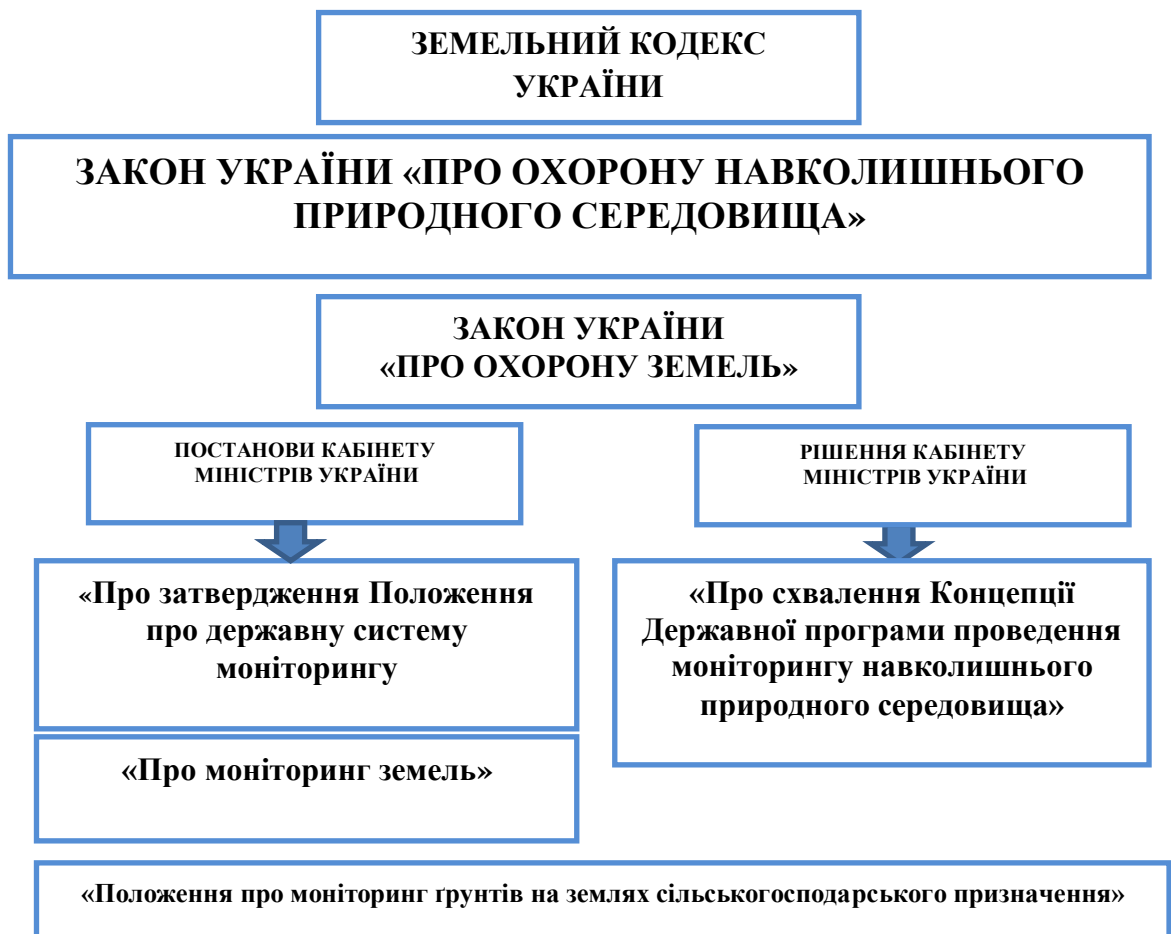 ЗЕМЕЛЬНИЙ КОДЕКС
УКРАЇНИ
ЗАКОН УКРАЇНИ «ПРО ОХОРОНУ НАВКОЛИШНЬОГО
ПРИРОДНОГО СЕРЕДОВИЩА»
ЗАКОН УКРАЇНИ
«ПРО ОХОРОНУ ЗЕМЕЛЬ»
ПОСТАНОВИ КАБІНЕТУ
МІНІСТРІВ УКРАЇНИ
РІШЕННЯ КАБІНЕТУ
МІНІСТРІВ УКРАЇНИ
«Про затвердження Положення
про державну систему
моніторингу
«Про схвалення Концепції
Державної програми проведення
моніторингу навколишнього
природного середовища»
«Про моніторинг земель»
«Положення про моніторинг ґрунтів на землях сільськогосподарського призначення»